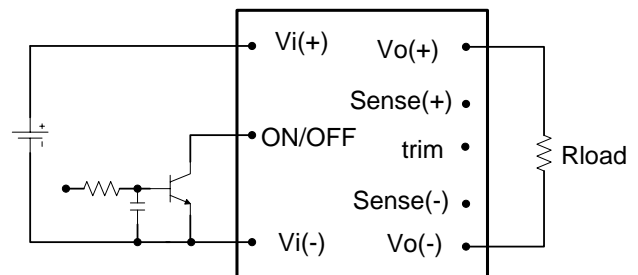 Vi(+)
Vo(+)
Sense(+)
+
-
ON/OFF
trim
Rload
Sense(-)
Vi(-)
Vo(-)